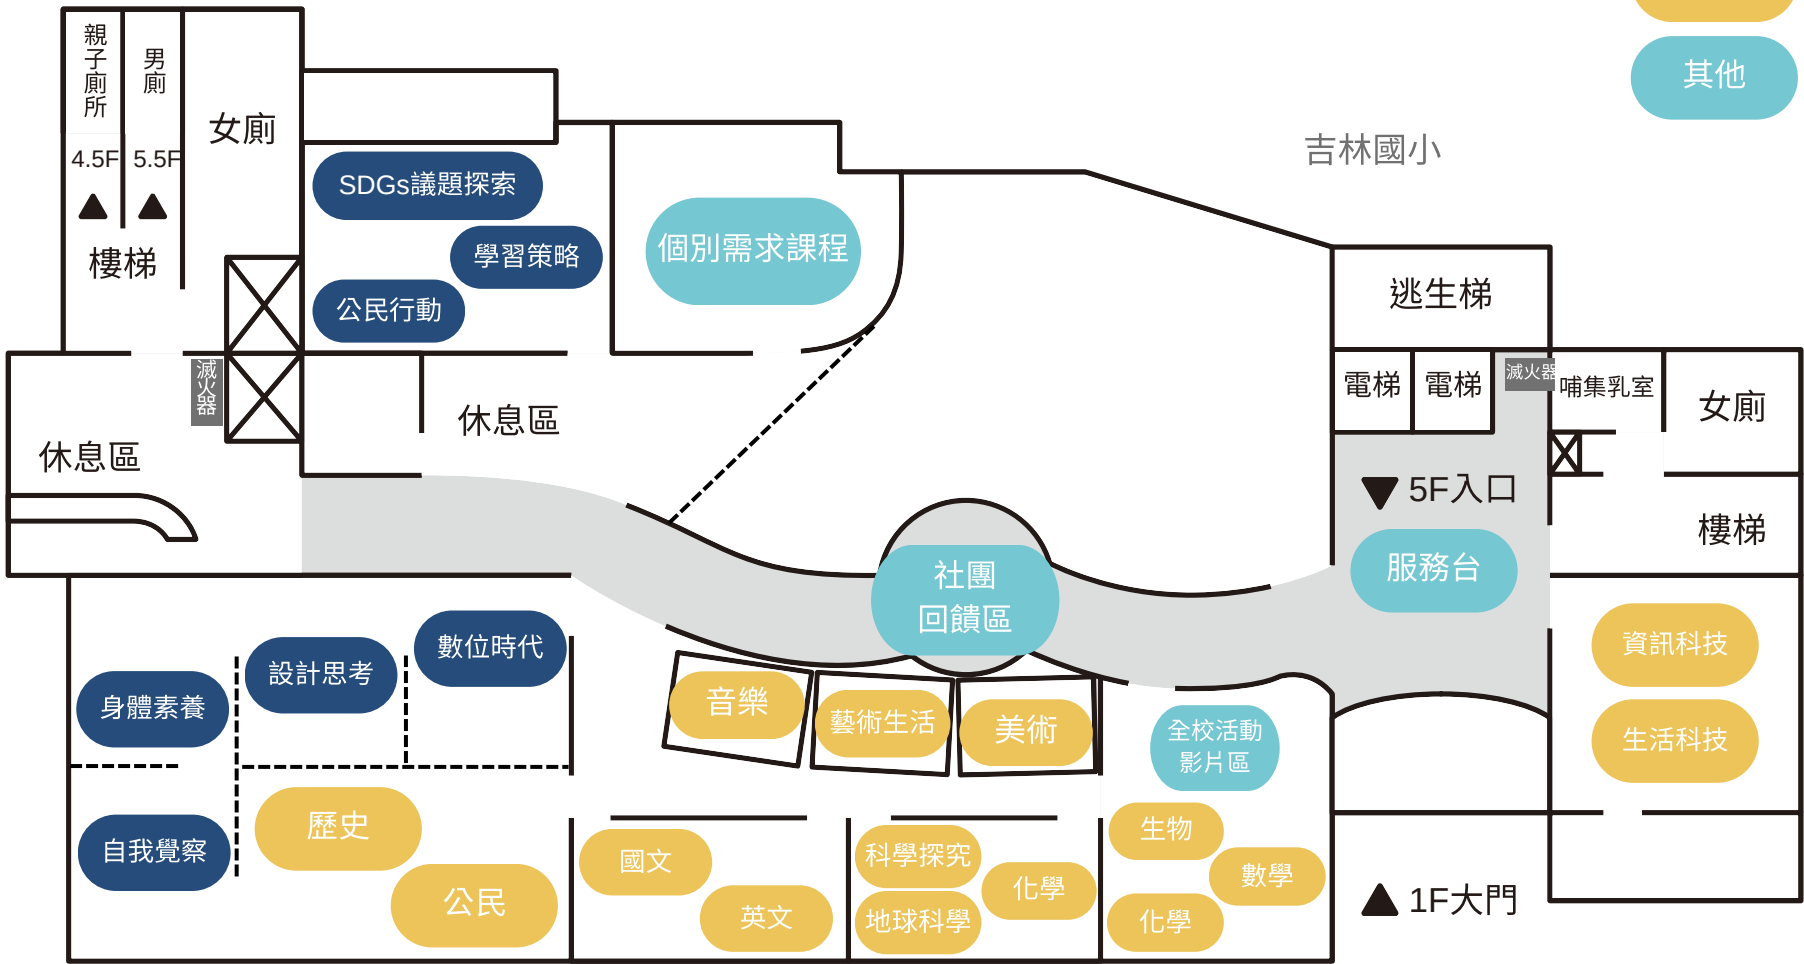 其他
吉林國小
親子廁所
男廁
女廁
4.5F
5.5F
樓梯
SDGs議題探索
學習策略
公民行動
個別需求課程
逃生梯
電梯
電梯
滅火器
哺集乳室
女廁
滅火器
休息區
休息區
5F入口
服務台
樓梯
社團
回饋區
數位時代
設計思考
身體素養
自我覺察
歷史
公民
音樂
藝術生活
美術
全校活動
影片區
資訊科技
生活科技
國文
英文
科學探究
化學
地球科學
生物
數學
化學
1F大門